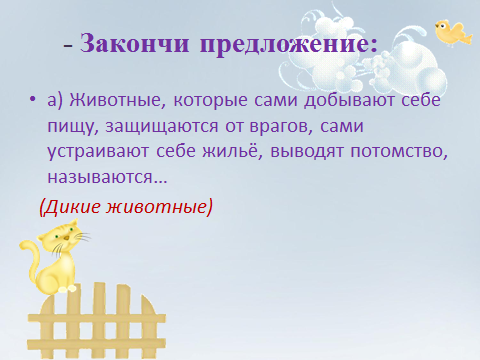 - Закончи предложение:
• а) Животные, которые сами добывают себе
пищу, защищаются от врагов, сами
устраивают себе жильё, выводят потомство,
называются...
(Дикие животные)